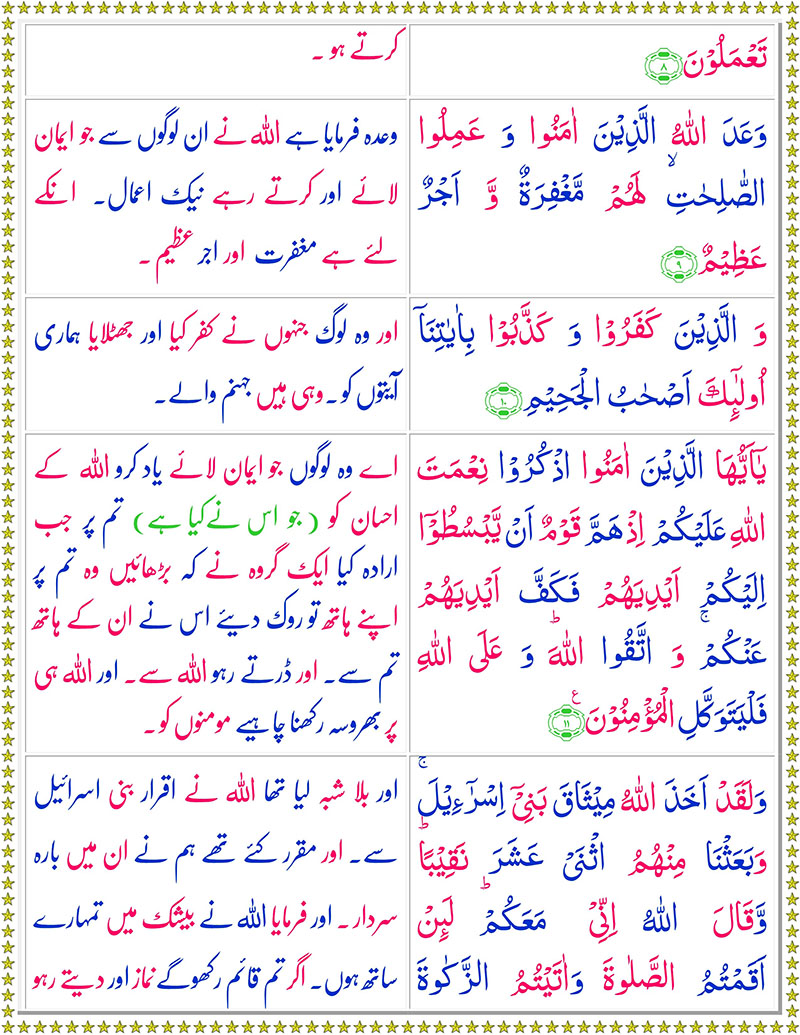 تَعۡمَلُوۡنَ ۸
کرتے ہو ۔
وَعَدَ اللّٰہُ الَّذِیۡنَ اٰمَنُوا وَ عَمِلُوا
الصّٰلِحٰتِ ۙ لَہُمۡ مَّغۡفِرَۃٌ وَّ اَجۡرٌ
عَظِیۡمٌ ۹
وعدہ فرمایا ہے اللہ نے ان لوگوں سے جو ایمان
لائے اور کرتے رہے نیک اعمال۔ انکے
لئے ہے مغفرت اور اجر عظیم ۔
وَ الَّذِیۡنَ کَفَرُوۡا وَ کَذَّبُوۡا بِاٰیٰتِنَاۤ
اُولٰٓئِکَ اَصۡحٰبُ الۡجَحِیۡمِ ۱۰
اور وہ لوگ جنہوں نے کفر کیا اور جھٹلایا ہماری
آیتوں کو ۔ وہی ہیں جہنم والے ۔
یٰۤاَیُّہَا الَّذِیۡنَ اٰمَنُوا اذۡکُرُوۡا نِعۡمَتَ
اللّٰہِ عَلَیۡکُمۡ اِذۡ ہَمَّ قَوۡمٌ اَنۡ یَّبۡسُطُوۡۤا
اِلَیۡکُمۡ اَیۡدِیَہُمۡ فَکَفَّ اَیۡدِیَہُمۡ
عَنۡکُمۡ ۚ وَ اتَّقُوا اللّٰہَ ؕ وَ عَلَی اللّٰہِ
فَلۡیَتَوَکَّلِ الۡمُؤۡمِنُوۡنَ ۱۱ ع
اے وہ لوگوں جو ایمان لائے یاد کرو اللہ کے
احسان کو (جو اس نے کیا ہے) تم پر جب
ارادہ کیا ایک گروہ نے کہ بڑھائیں وہ تم پر
اپنے ہاتھ تو روک دیئے اس نے ان کے ہاتھ
تم سے۔ اور ڈرتے رہو اللہ سے۔ اور اللہ ہی
پر بھروسہ رکھنا چاہیے مومنوں کو ۔
وَلَقَدۡ اَخَذَ اللّٰہُ مِیۡثَاقَ بَنِیۡۤ اِسۡرَآءِیۡلَ ۚ
وَبَعَثۡنَا مِنۡہُمُ اثۡنَیۡ عَشَرَ نَقِیۡبًا ؕ
وَّقَالَ اللّٰہُ اِنِّیۡ مَعَکُمۡ ؕ لَئِنۡ
اَقَمۡتُمُ الصَّلٰوۃَ وَاٰتَیۡتُمُ الزَّکٰوۃَ
اور بلا شبہ لیا تھا اللہ نے اقرار بنی اسرائیل
سے۔ اور مقرر کئے تھے ہم نے ان میں بارہ
سردار۔ اور فرمایا اللہ نے بیشک میں تمہارے
ساتھ ہوں۔ اگر تم قائم رکھو گے نماز اور دیتے رہو